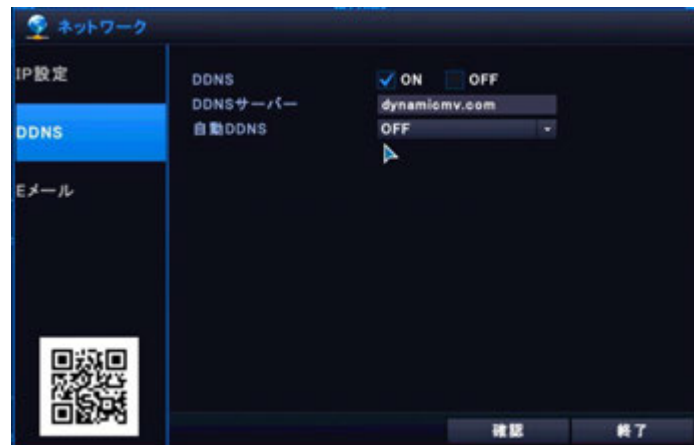 ネットワーク
IP設定
DDNS
Eメール
DDNS ON OFF
DDNSサーバー dynamicmv.com
自動DDNS OFF
確認 終了